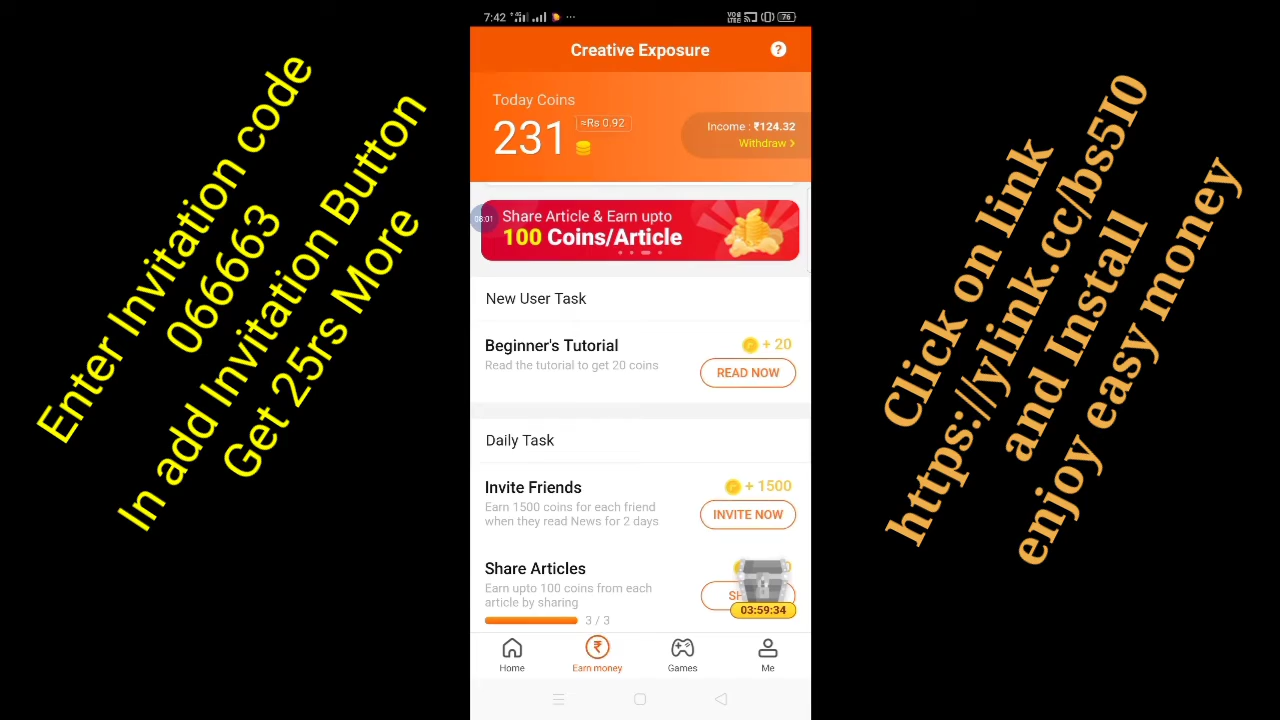 Enter Invitation code
066663
In add Invitation Button
Get 25rs More
7:42
76
Creative Exposure
?
Today Coins
231
≈Rs 0.92
Income : ₹124.32
Withdraw >
06:01
Share Article & Earn upto
100 Coins/Article
New User Task
Beginner's Tutorial
+ 20
Read the tutorial to get 20 coins
READ NOW
Daily Task
Invite Friends
+ 1500
Earn 1500 coins for each friend
when they read News for 2 days
INVITE NOW
Share Articles
Earn upto 100 coins from each
article by sharing
3 / 3
03:59:34
Home
Earn money
Games
Me
Click on link
https://ylink.cc/bs5I0
and Install
enjoy easy money